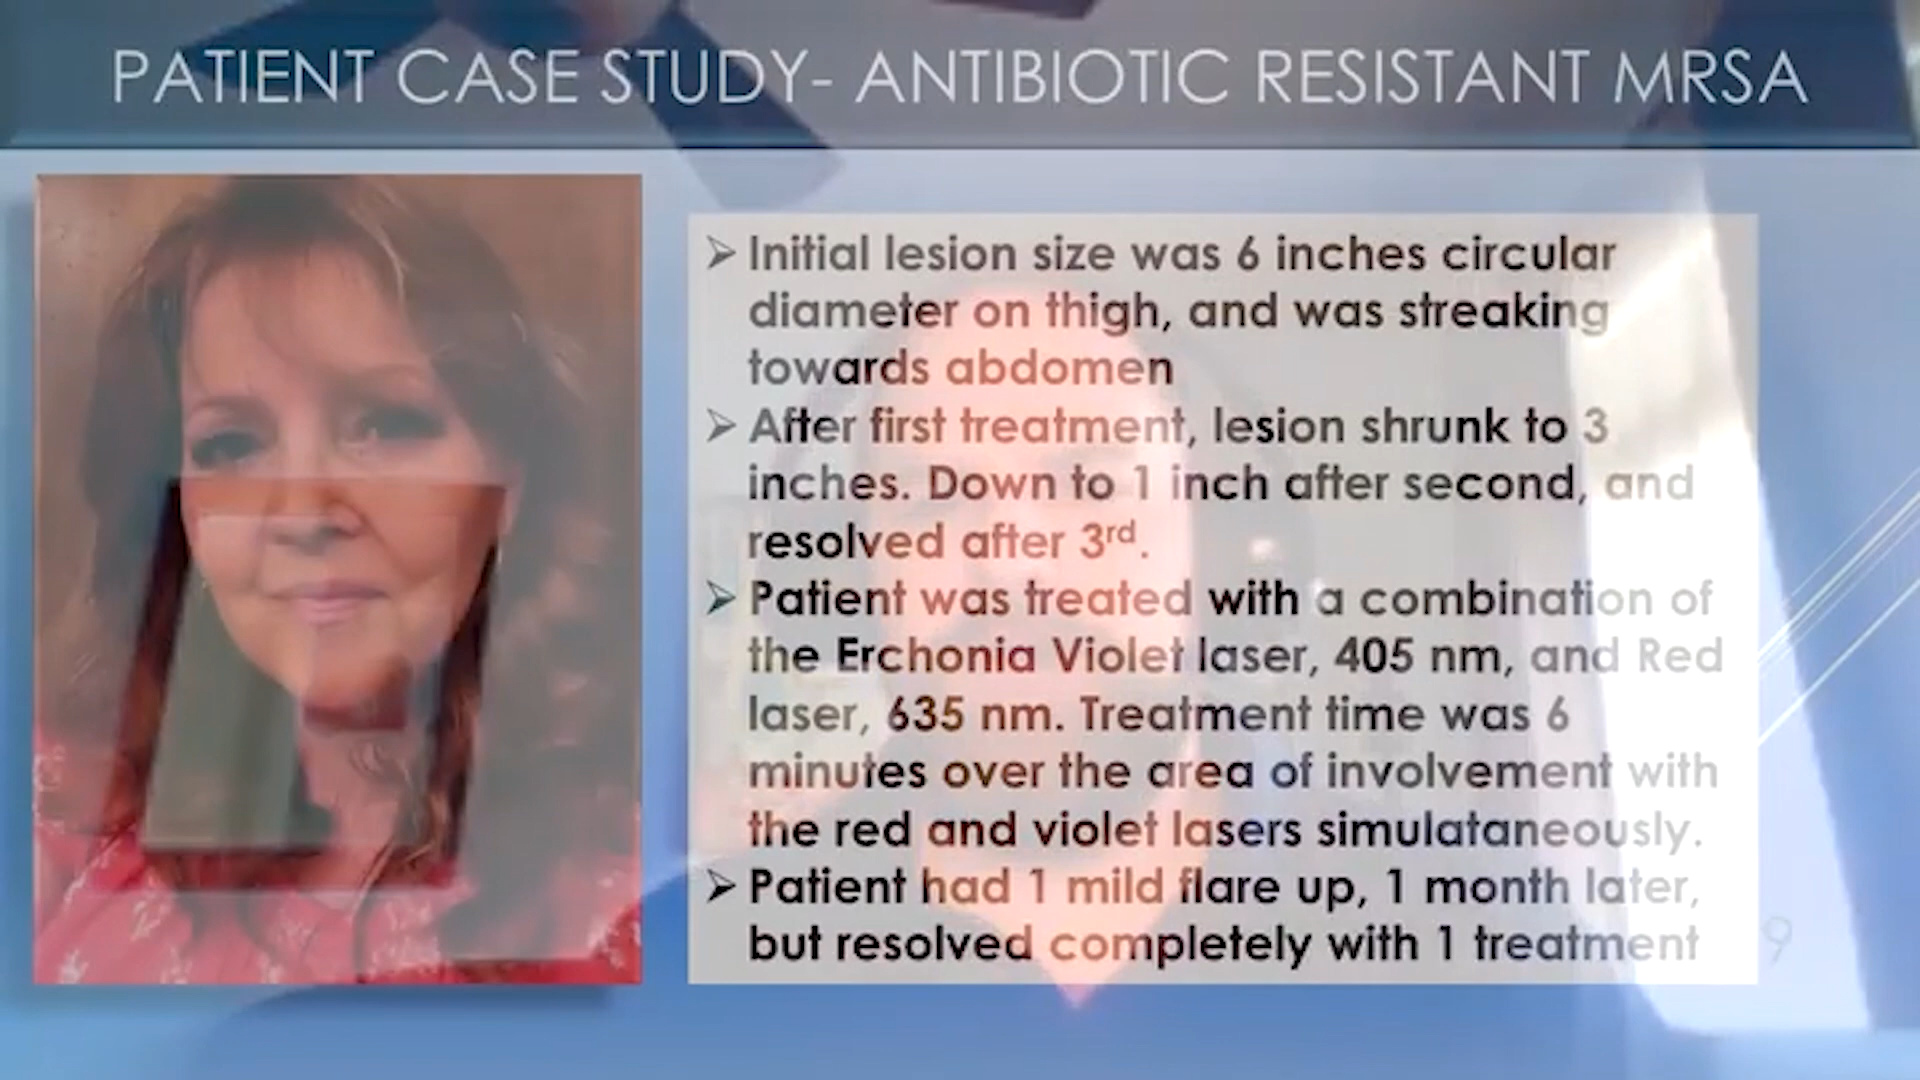 PATIENT CASE STUDY- ANTIBIOTIC RESISTANT MRSA
➢ Initial lesion size was 6 inches circular
diameter on thigh, and was streaking
towards abdomen
➢ After first treatment, lesion shrunk to 3
inches. Down to 1 inch after second, and
resolved after 3rd.
➢ Patient was treated with a combination of
the Erchonia Violet laser, 405 nm, and Red
laser, 635 nm. Treatment time was 6
minutes over the area of involvement with
the red and violet lasers simulataneously.
➢ Patient had 1 mild flare up, 1 month later,
but resolved completely with 1 treatment
9